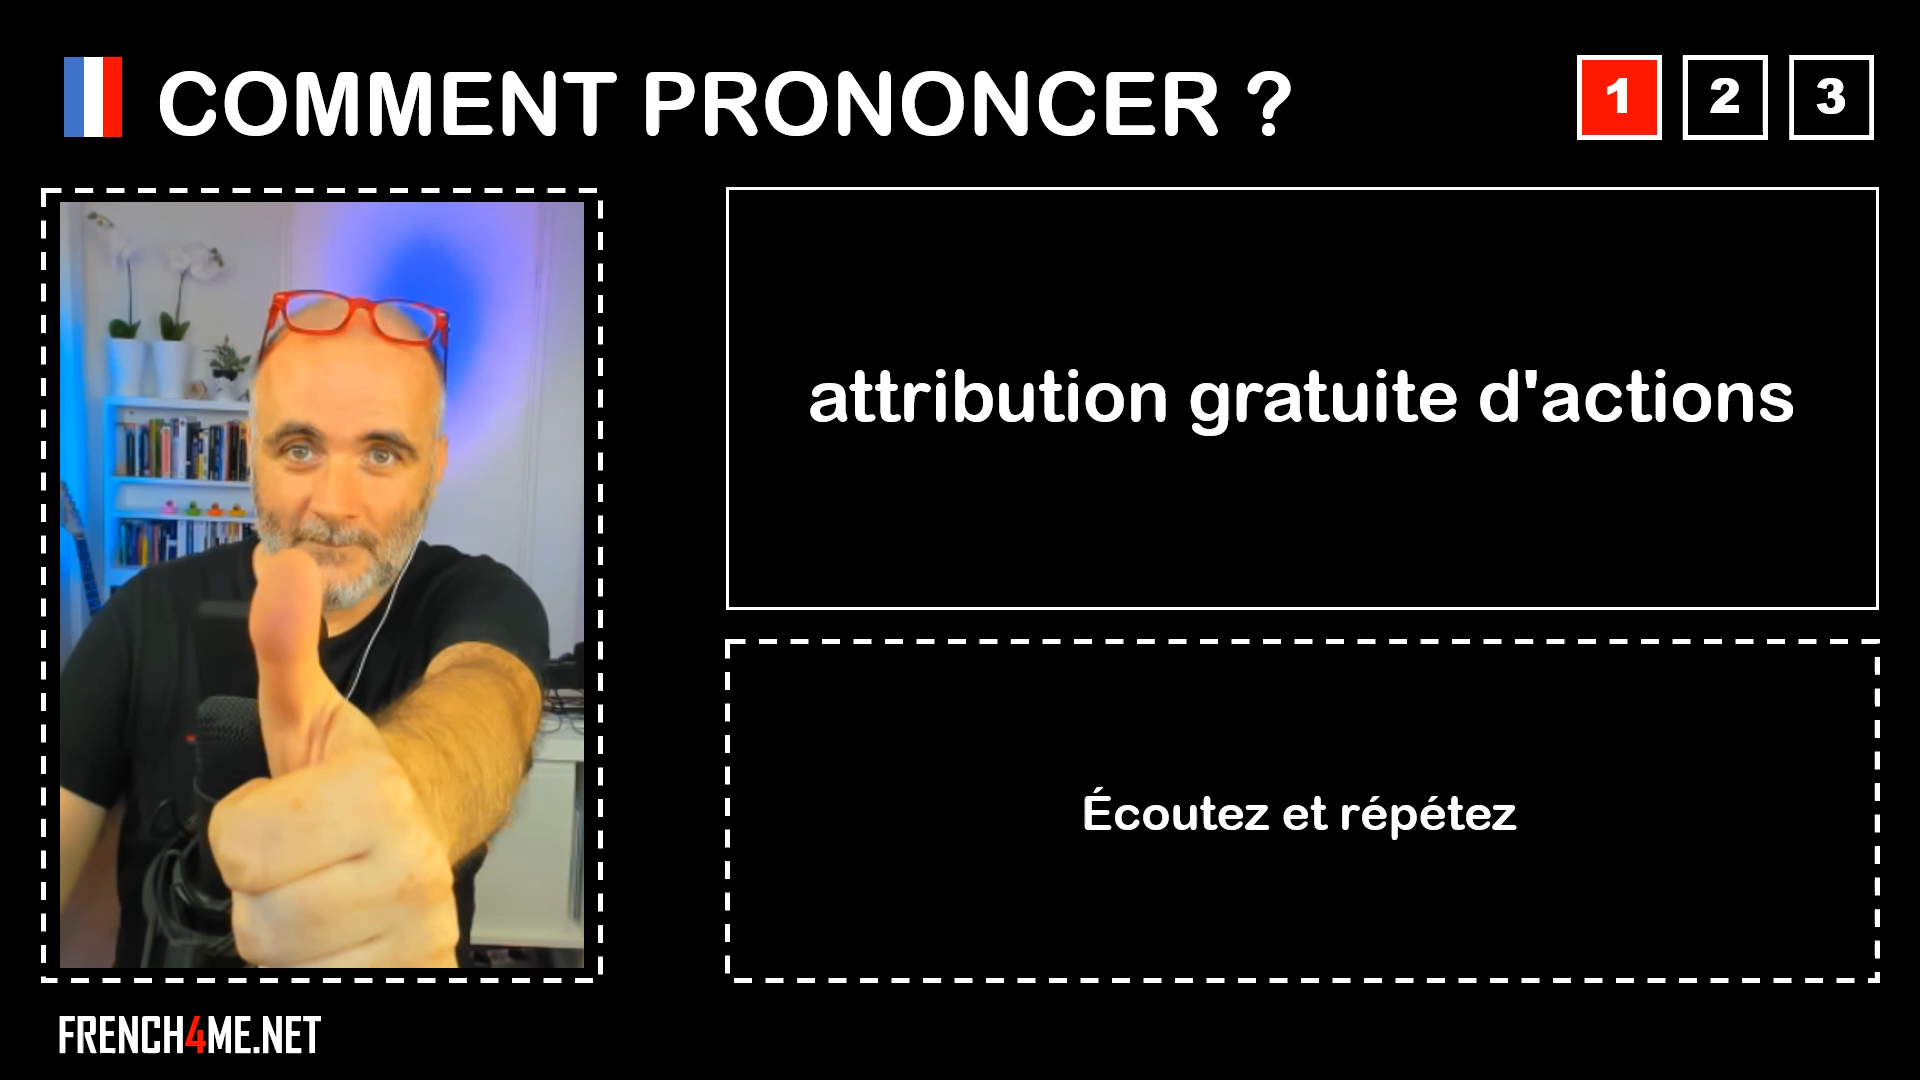 COMMENT PRONONCER ?
1 2 3
attribution gratuite d'actions
Écoutez et répétez
FRENCH4ME.NET